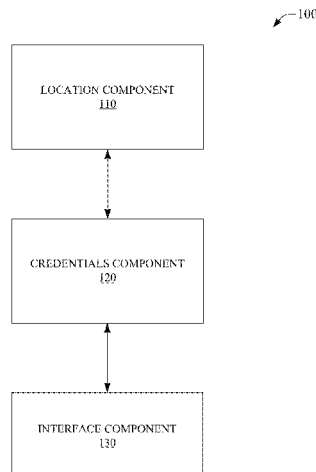 100
LOCATION COMPONENT
110
CREDENTIALS COMPONENT
120
INTERFACE COMPONENT
130